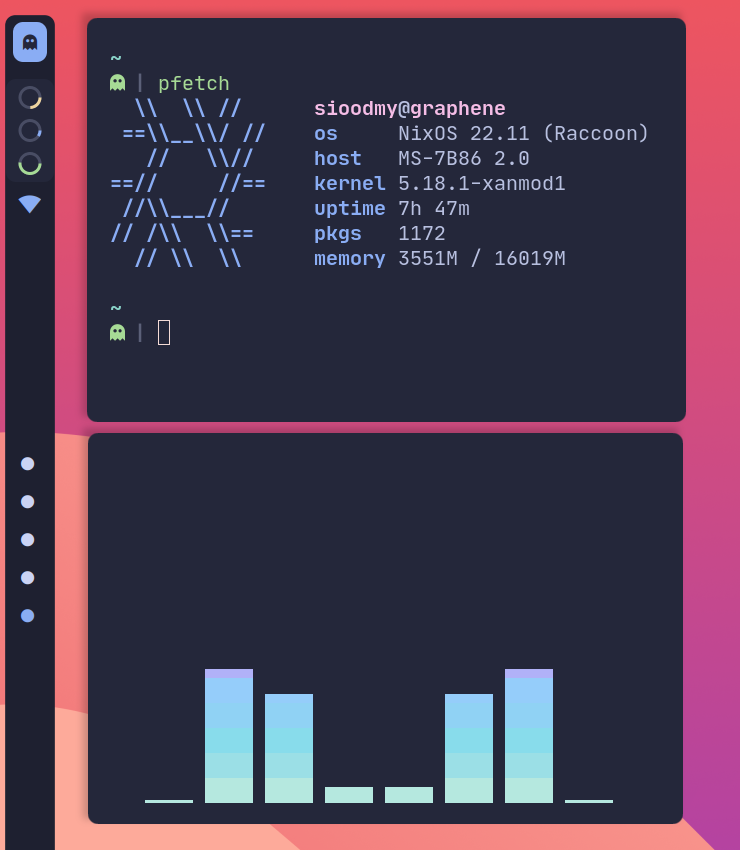 ~
| pfetch
  \\  \\ //      sioodmy@graphene
 ==\\__\\/ //    os     NixOS 22.11 (Raccoon)
   //   \\//     host   MS-7B86 2.0
==//     //==    kernel 5.18.1-xanmod1
 //\\___//       uptime 7h 47m
// /\\  \\==     pkgs   1172
  // \\  \\      memory 3551M / 16019M
~
|